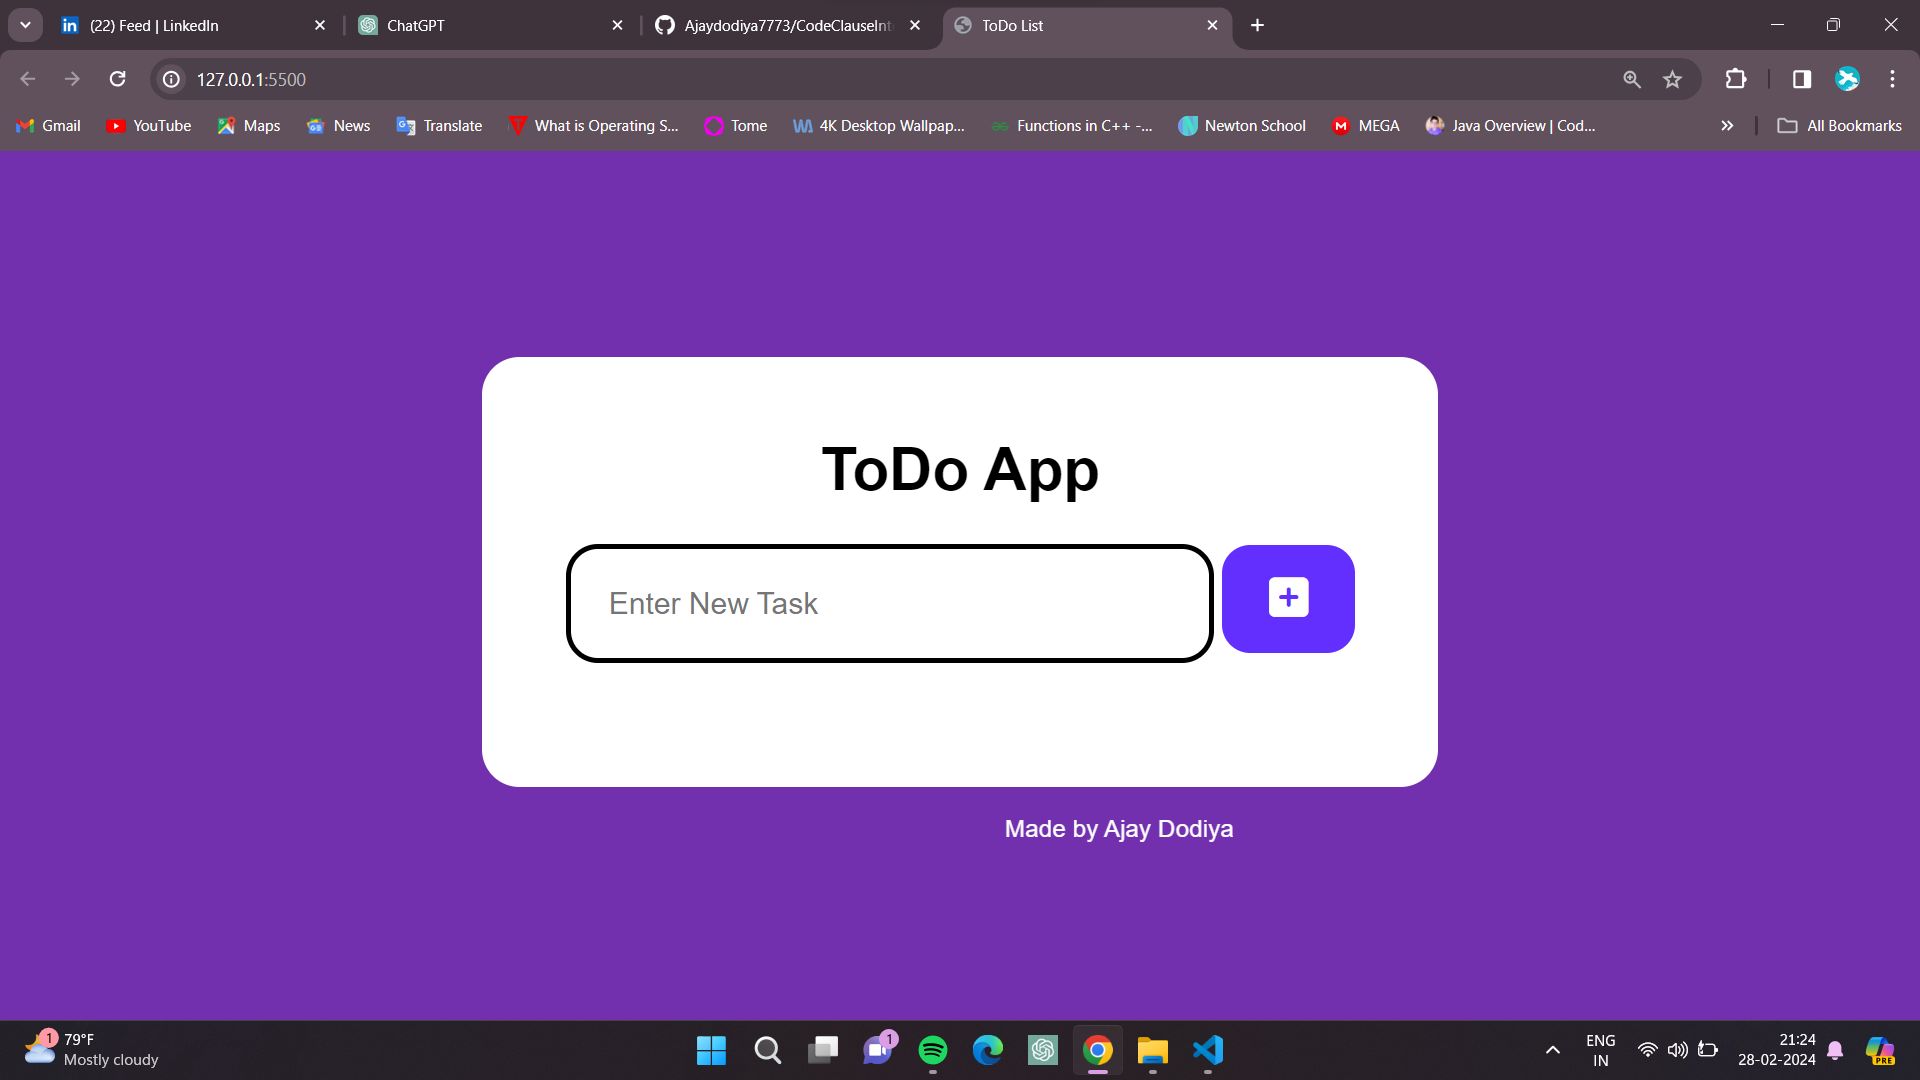 (22) Feed | LinkedIn
ChatGPT
Ajaydodiya7773/CodeClauseInt
ToDo List
127.0.0.1:5500
Gmail
YouTube
Maps
News
Translate
What is Operating S...
Tome
4K Desktop Wallpap...
Functions in C++ -...
Newton School
MEGA
Java Overview | Cod...
All Bookmarks
ToDo App
Enter New Task
Made by Ajay Dodiya
1
79°F
Mostly cloudy
1
ENG
IN
21:24
28-02-2024
PRE